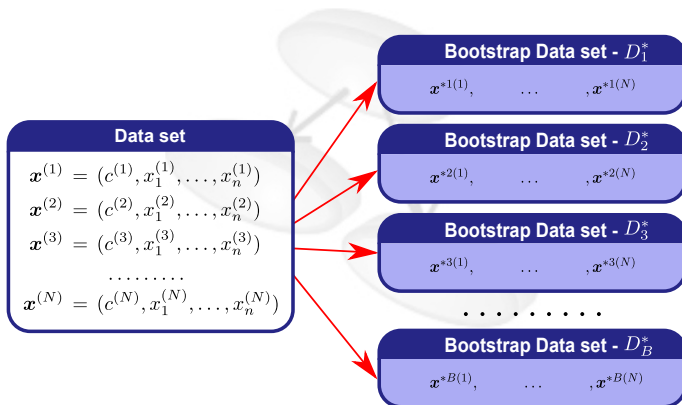 Data set
x^{(1)} = (c^{(1)}, x_1^{(1)}, ..., x_n^{(1)})
x^{(2)} = (c^{(2)}, x_1^{(2)}, ..., x_n^{(2)})
x^{(3)} = (c^{(3)}, x_1^{(3)}, ..., x_n^{(3)})
.........
x^{(N)} = (c^{(N)}, x_1^{(N)}, ..., x_n^{(N)})
Bootstrap Data set - D_1^*
x^{*1(1)}, ... , x^{*1(N)}
Bootstrap Data set - D_2^*
x^{*2(1)}, ... , x^{*2(N)}
Bootstrap Data set - D_3^*
x^{*3(1)}, ... , x^{*3(N)}
.........
Bootstrap Data set - D_B^*
x^{*B(1)}, ... , x^{*B(N)}